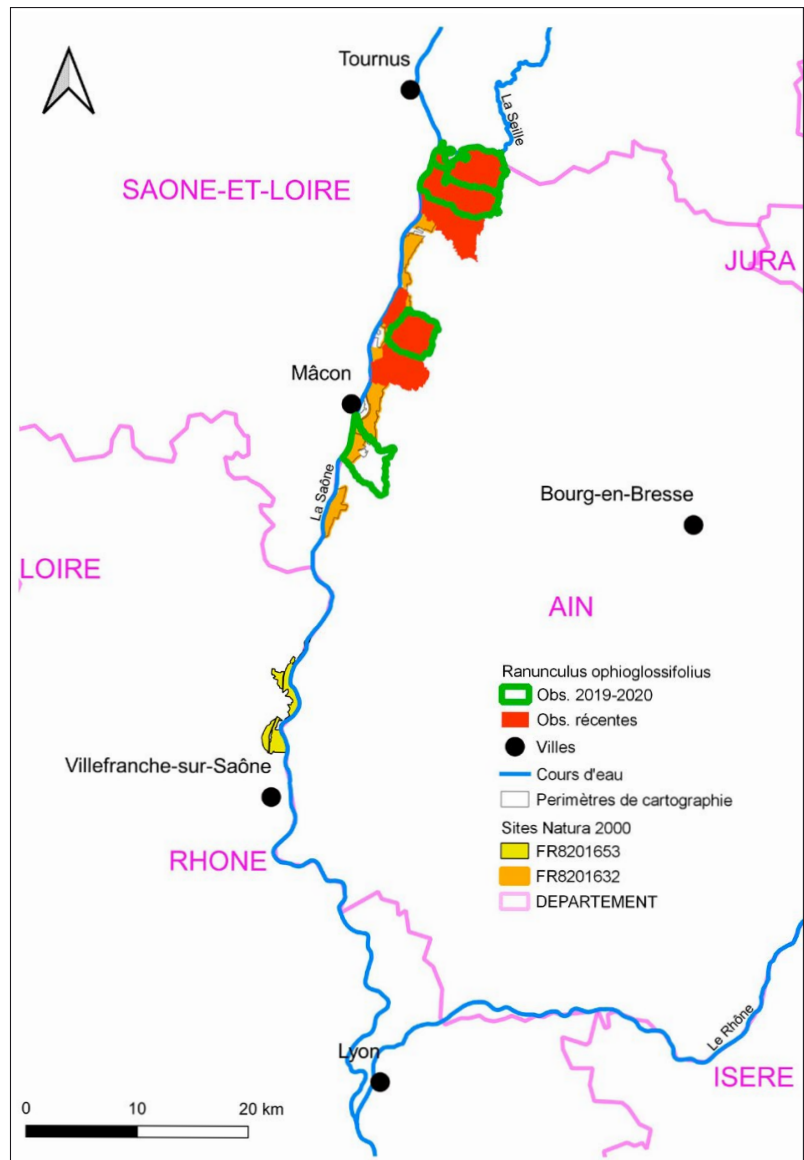 Tournus
La Seille
SAONE-ET-LOIRE
JURA
Mâcon
La Saône
Bourg-en-Bresse
LOIRE
AIN
Ranunculus ophioglossifolius
Obs. 2019-2020
Obs. récentes
Villes
Cours d'eau
Perimètres de cartographie
Sites Natura 2000
FR8201653
FR8201632
DEPARTEMENT
Villefranche-sur-Saône
RHONE
Le Rhône
Lyon
ISERE
0 10 20 km